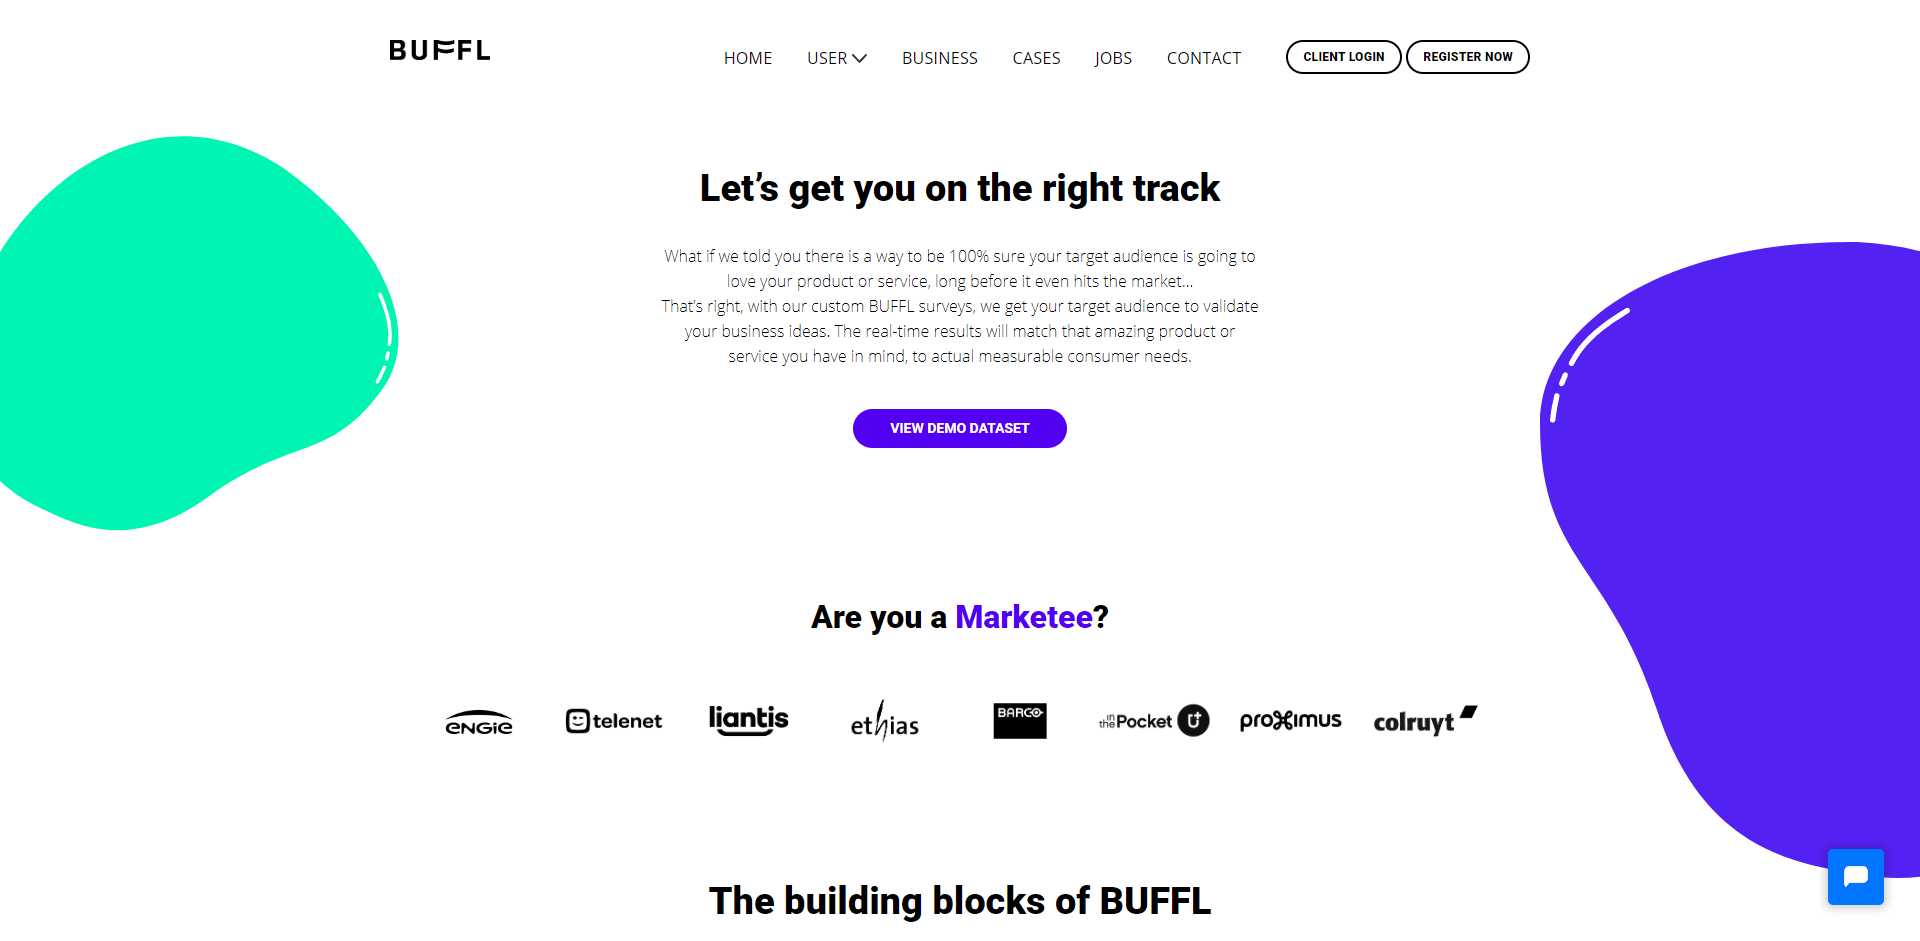 BUFFL
HOME USER BUSINESS CASES JOBS CONTACT CLIENT LOGIN REGISTER NOW
Let’s get you on the right track
What if we told you there is a way to be 100% sure your target audience is going to
love your product or service, long before it even hits the market...
That’s right, with our custom BUFFL surveys, we get your target audience to validate
your business ideas. The real-time results will match that amazing product or
service you have in mind, to actual measurable consumer needs.
VIEW DEMO DATASET
Are you a Marketee?
ENGIE telenet liantis ethias BARCO in the Pocket proximus colruyt
The building blocks of BUFFL